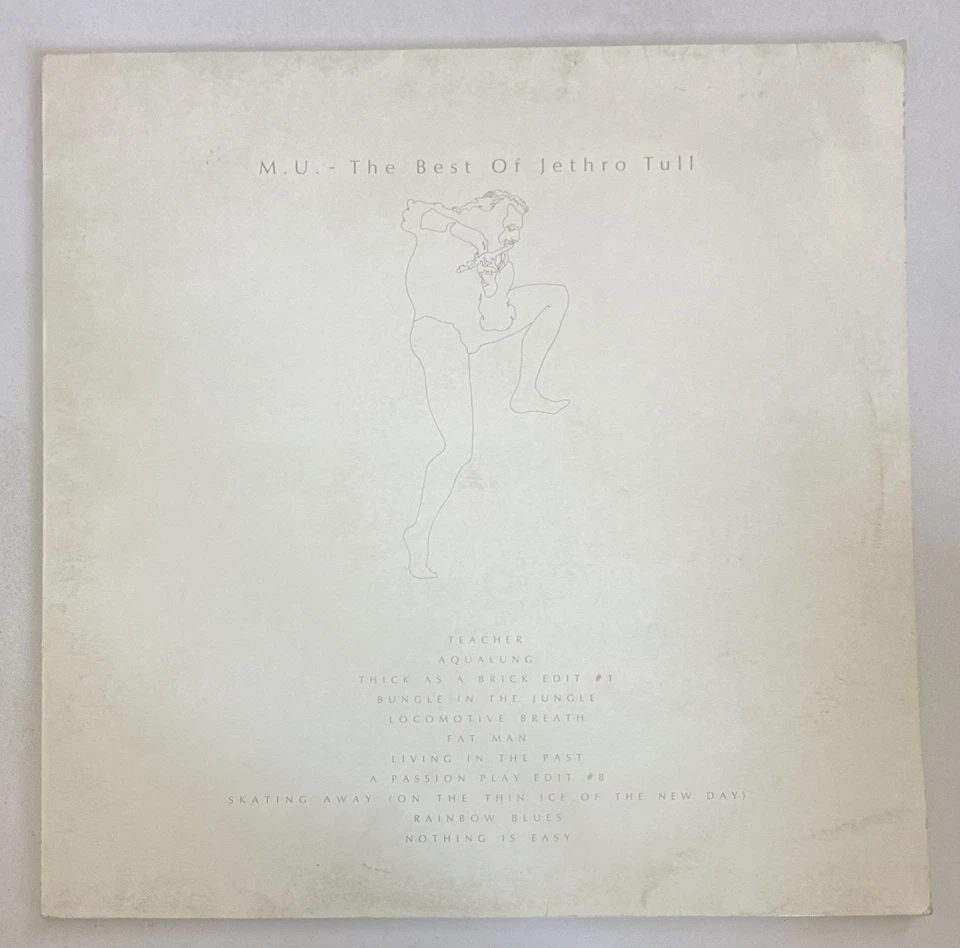 M.U.- The Best Of Jethro Tull
TEACHER
AQUALUNG
THICK AS A BRICK EDIT #1
BUNGLE IN THE JUNGLE
LOCOMOTIVE BREATH
FAT MAN
LIVING IN THE PAST
A PASSION PLAY EDIT #8
SKATING AWAY (ON THE THIN ICE OF THE NEW DAY)
RAINBOW BLUES
NOTHING IS EASY